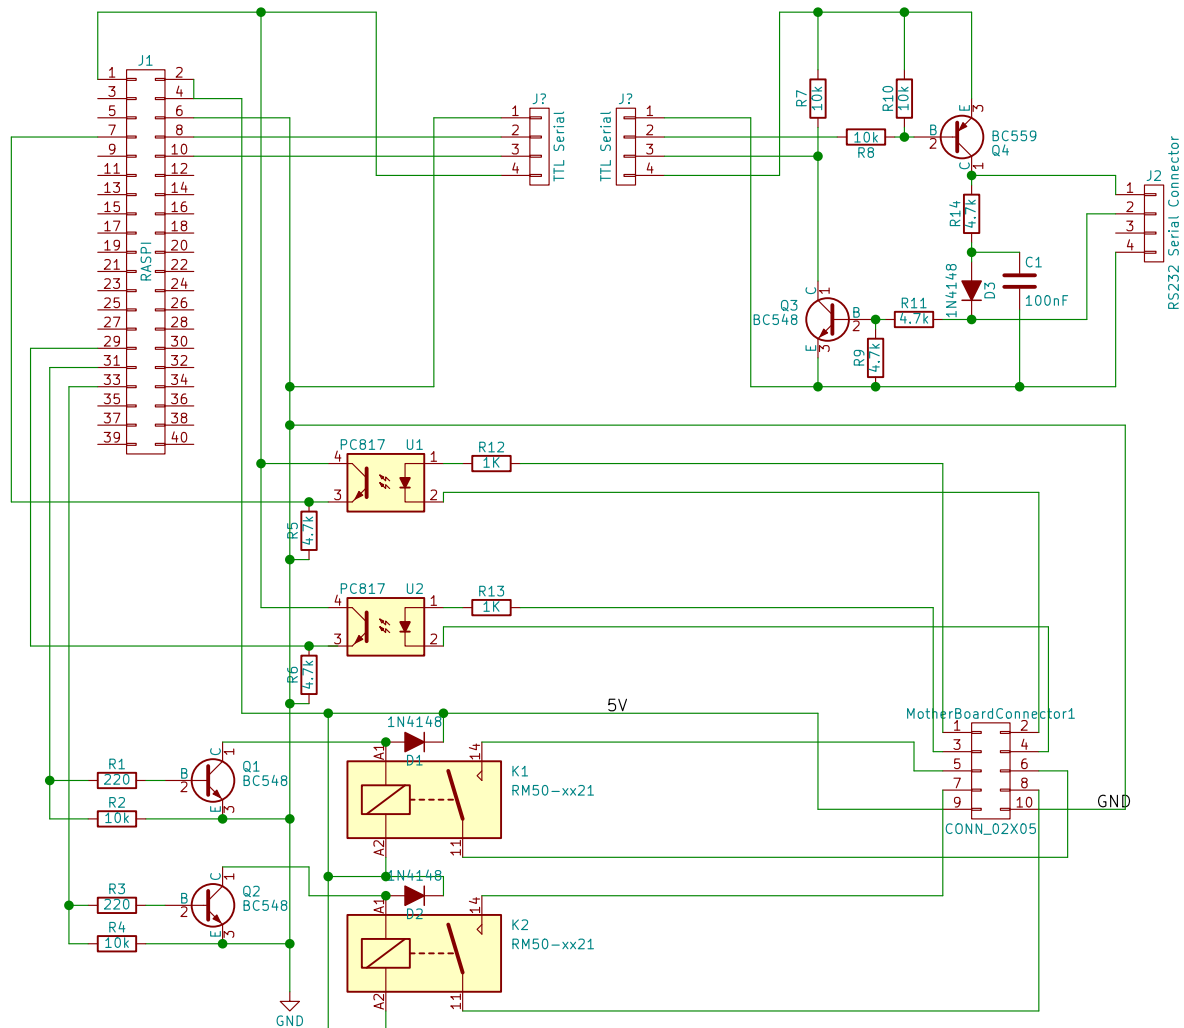 J1
1 2
3 4
5 6
7 8
9 10
11 12
13 14
15 16
17 18
19 20
21 22
23 24
25 26
27 28
29 30
31 32
33 34
35 36
37 38
39 40
RASPI
J?
1
2
3
4
TTL Serial
J?
1
2
3
4
TTL Serial
R7
10k
R10
10k
10k
R8
E
3
B
2
C
1
BC559
Q4
R14
4.7k
J2
1
2
3
4
RS232 Serial Connector
C1
100nF
1N4148
D3
Q3
BC548
C
1
B
2
E
3
R11
4.7k
R9
4.7k
PC817 U1
4 1
3 2
R12
1K
R5
4.7k
PC817 U2
4 1
3 2
R13
1K
R6
4.7k
5V
MotherBoardConnector1
1 2
3 4
5 6
7 8
9 10
CONN_02X05
GND
1N4148
D1
A1
14
K1
RM50-xx21
A2
11
R1
220
R2
10k
C
1
B
2
E
3
Q1
BC548
1N4148
D2
A1
14
K2
RM50-xx21
A2
11
R3
220
R4
10k
C
1
B
2
E
3
Q2
BC548
GND